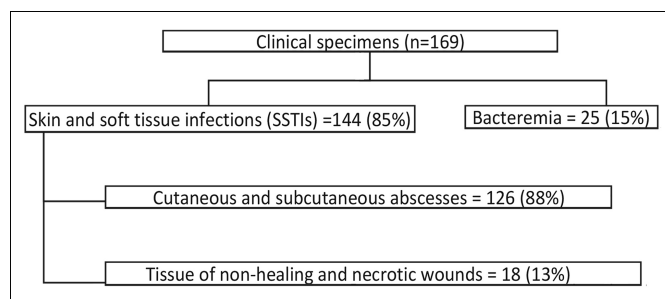 Clinical specimens (n=169)
Skin and soft tissue infections (SSTIs) =144 (85%)
Bacteremia = 25 (15%)
Cutaneous and subcutaneous abscesses = 126 (88%)
Tissue of non-healing and necrotic wounds = 18 (13%)